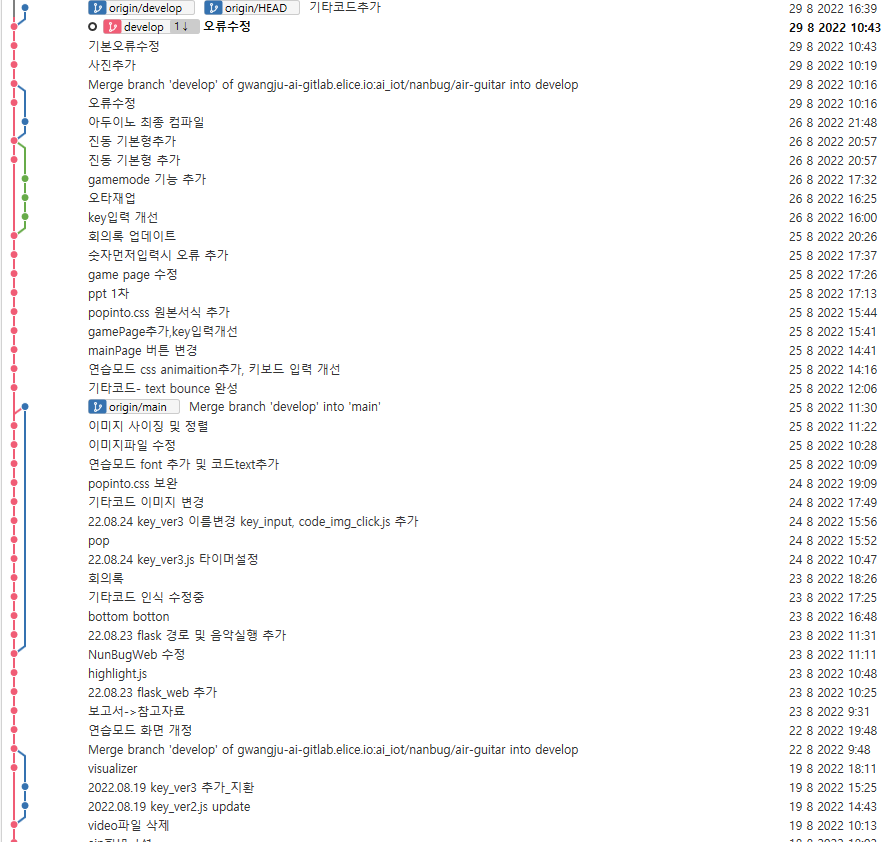 origin/develop origin/HEAD 기타코드추가 29 8 2022 16:39
develop 1↓ 오류수정 29 8 2022 10:43
기본오류수정 29 8 2022 10:43
사진추가 29 8 2022 10:19
Merge branch 'develop' of gwangju-ai-gitlab.elice.io:ai_iot/nanbug/air-guitar into develop 29 8 2022 10:16
오류수정 29 8 2022 10:16
아두이노 최종 컴파일 26 8 2022 21:48
진동 기본형추가 26 8 2022 20:57
진동 기본형 추가 26 8 2022 20:57
gamemode 기능 추가 26 8 2022 17:32
오타재업 26 8 2022 16:25
key입력 개선 26 8 2022 16:00
회의록 업데이트 25 8 2022 20:26
숫자먼저입력시 오류 추가 25 8 2022 17:37
game page 수정 25 8 2022 17:26
ppt 1차 25 8 2022 17:13
popinto.css 원본서식 추가 25 8 2022 15:44
gamePage추가,key입력개선 25 8 2022 15:41
mainPage 버튼 변경 25 8 2022 14:41
연습모드 css animaition추가, 키보드 입력 개선 25 8 2022 14:16
기타코드- text bounce 완성 25 8 2022 12:06
origin/main Merge branch 'develop' into 'main' 25 8 2022 11:30
이미지 사이징 및 정렬 25 8 2022 11:22
이미지파일 수정 25 8 2022 10:28
연습모드 font 추가 및 코드text추가 25 8 2022 10:09
popinto.css 보완 24 8 2022 19:09
기타코드 이미지 변경 24 8 2022 17:49
22.08.24 key_ver3 이름변경 key_input, code_img_click.js 추가 24 8 2022 15:56
pop 24 8 2022 15:52
22.08.24 key_ver3.js 타이머설정 24 8 2022 10:47
회의록 23 8 2022 18:26
기타코드 인식 수정중 23 8 2022 17:25
bottom botton 23 8 2022 16:48
22.08.23 flask 경로 및 음악실행 추가 23 8 2022 11:31
NunBugWeb 수정 23 8 2022 11:11
highlight.js 23 8 2022 10:48
22.08.23 flask_web 추가 23 8 2022 10:25
보고서->참고자료 23 8 2022 9:31
연습모드 화면 개정 22 8 2022 19:48
Merge branch 'develop' of gwangju-ai-gitlab.elice.io:ai_iot/nanbug/air-guitar into develop 22 8 2022 9:48
visualizer 19 8 2022 18:11
2022.08.19 key_ver3 추가_지환 19 8 2022 15:25
2022.08.19 key_ver2.js update 19 8 2022 14:43
video파일 삭제 19 8 2022 10:13